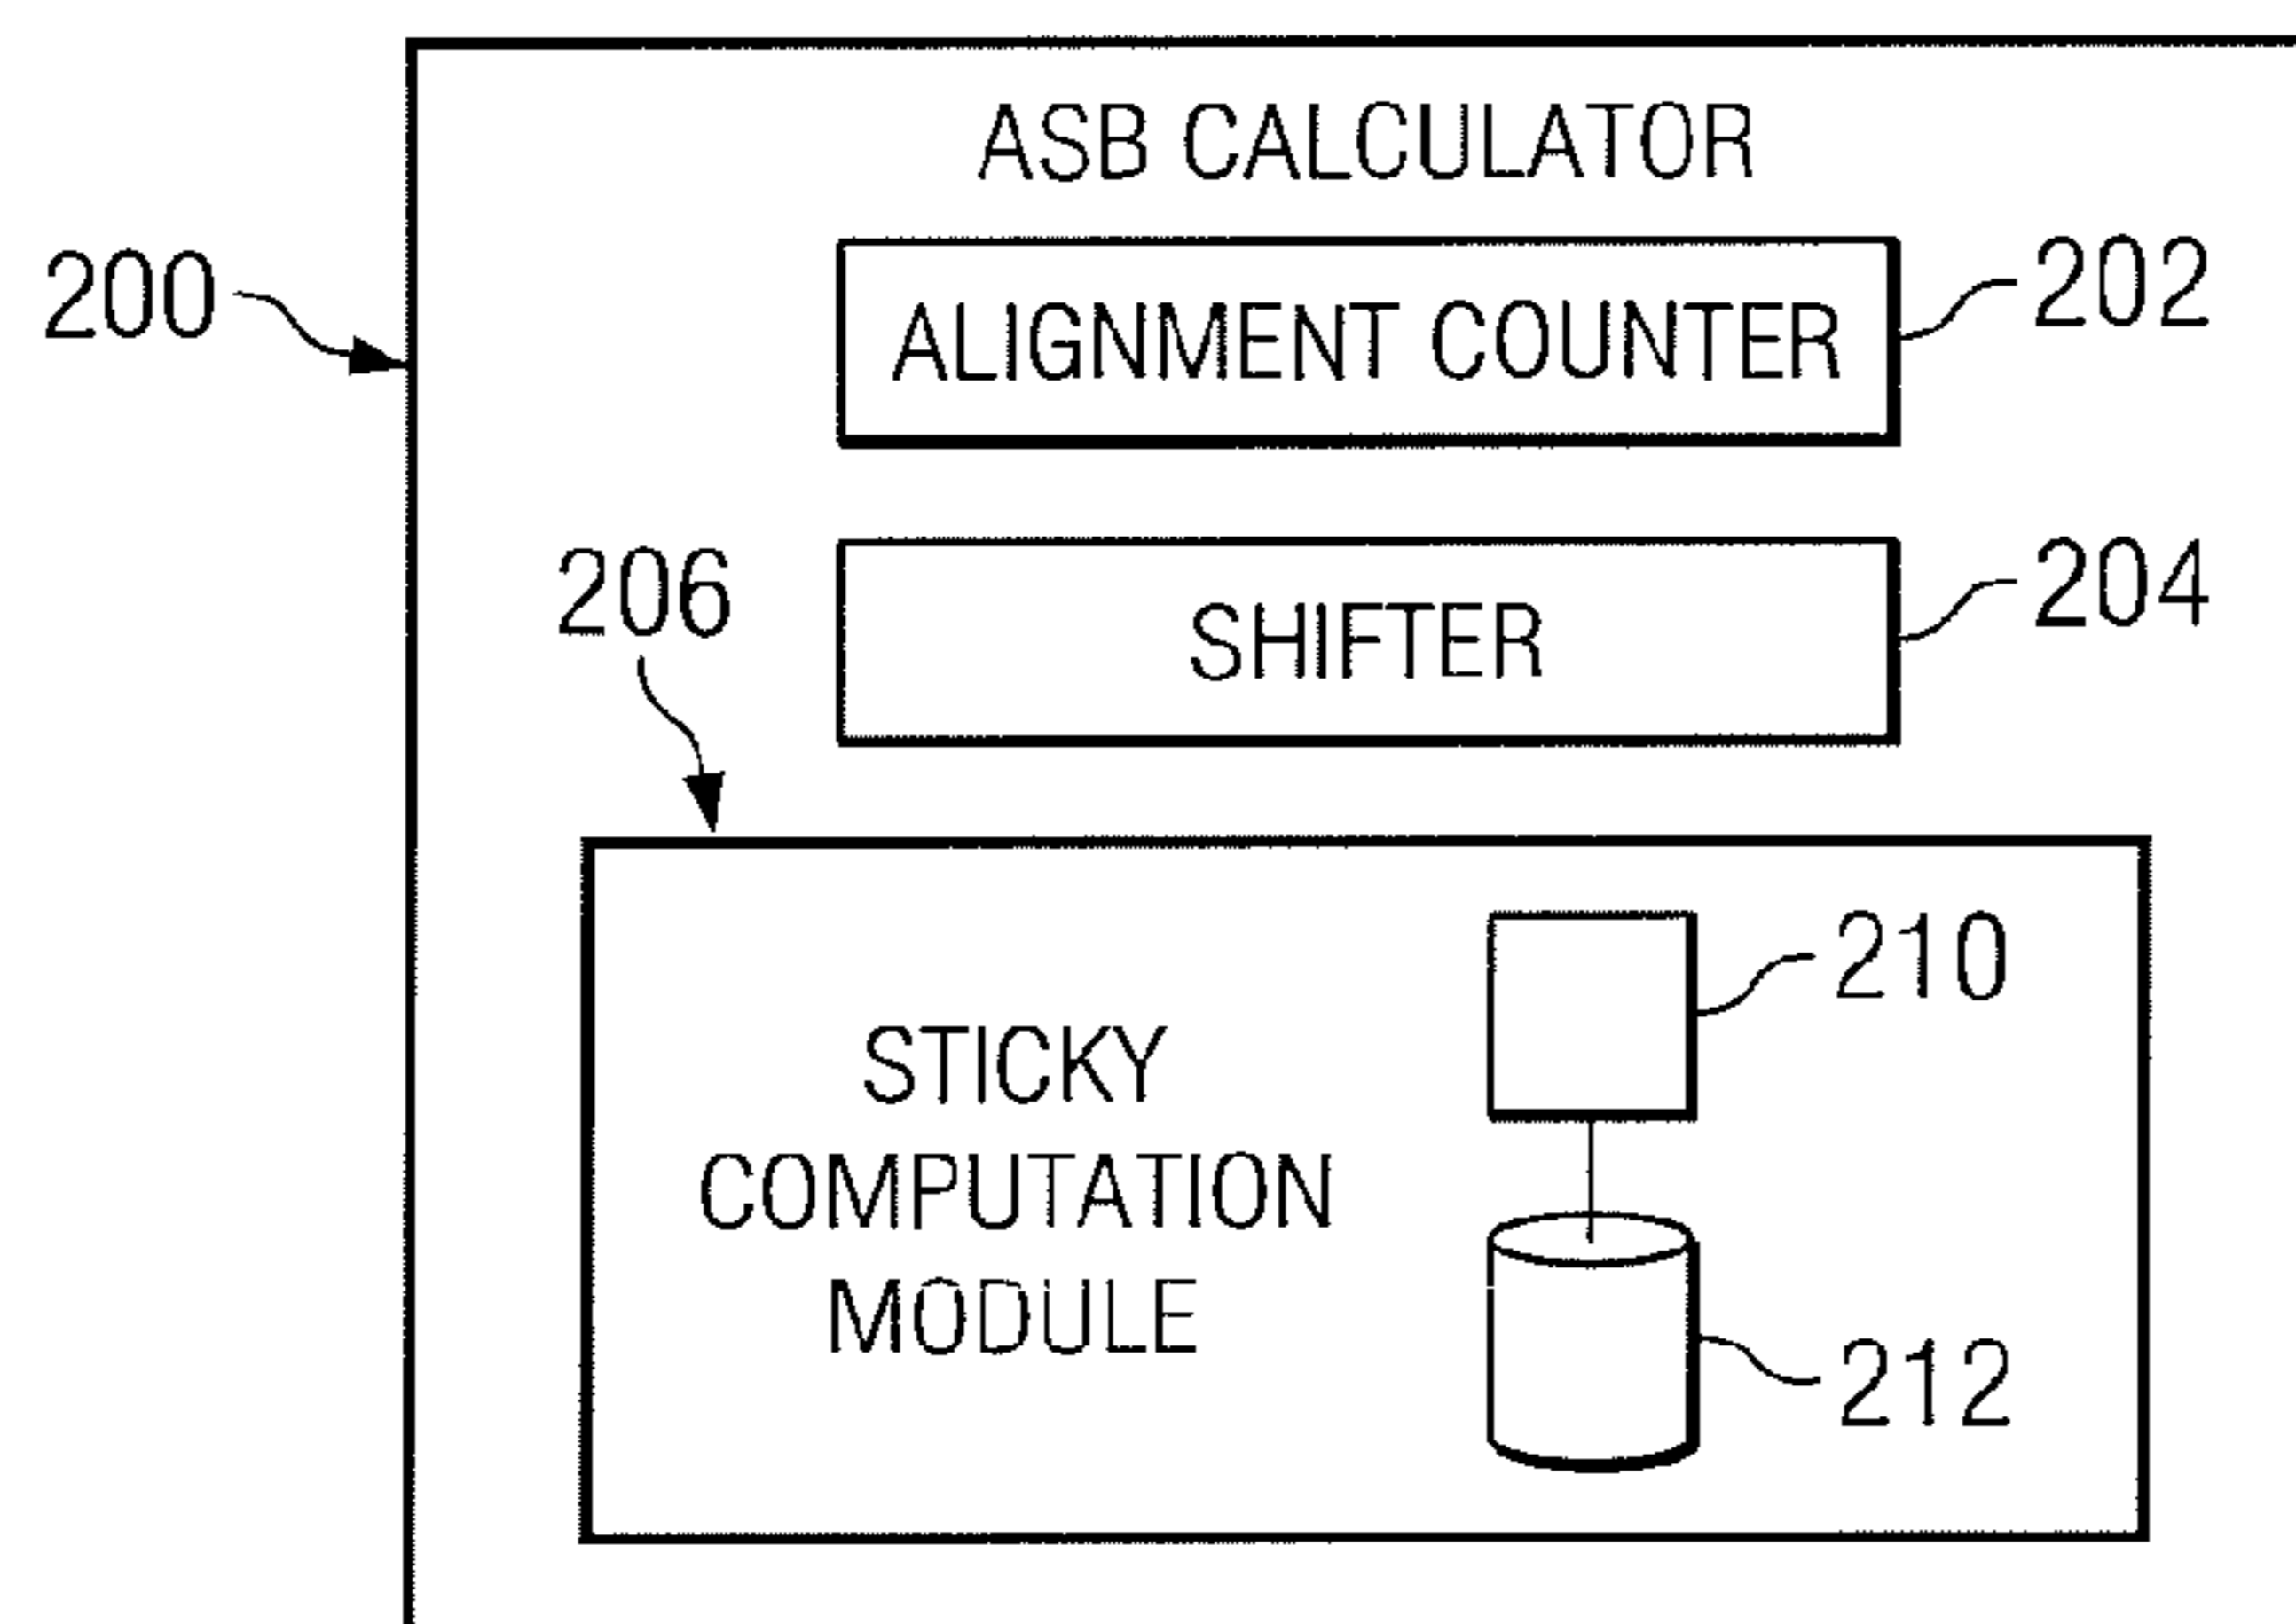 ASB CALCULATOR
200
ALIGNMENT COUNTER
202
206
SHIFTER
204
210
STICKY
COMPUTATION
MODULE
212